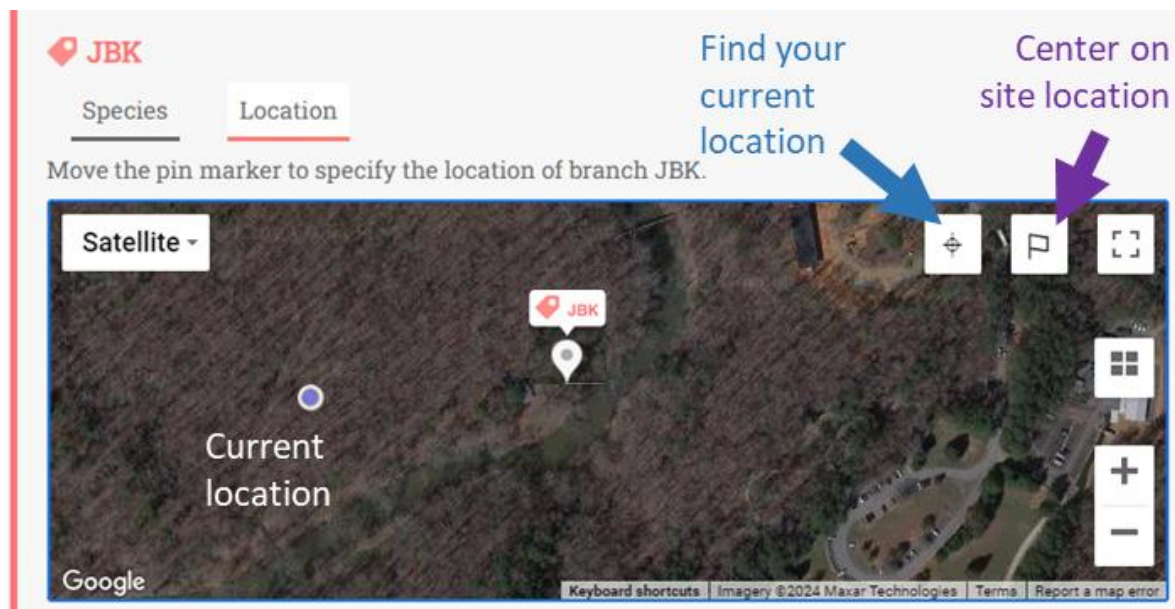 JBK
Find your
current
location
Center on
site location
Species
Location
Move the pin marker to specify the location of branch JBK.
Satellite
JBK
Current
location
Google
Keyboard shortcuts
Imagery ©2024 Maxar Technologies
Terms
Report a map error